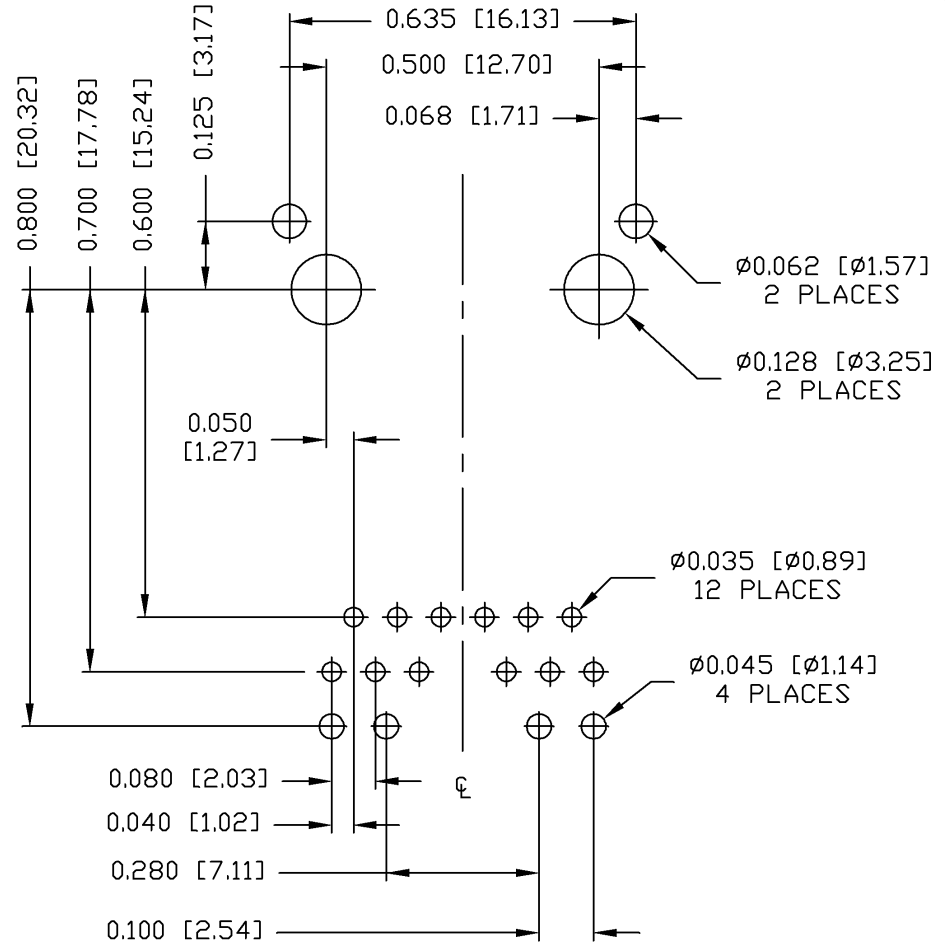 0.635 [16.13]
0.500 [12.70]
0.068 [1.71]
0.125 [3.17]
0.800 [20.32]
0.700 [17.78]
0.600 [15.24]
Ø0.062 [Ø1.57]
2 PLACES
Ø0.128 [Ø3.25]
2 PLACES
0.050
[1.27]
Ø0.035 [Ø0.89]
12 PLACES
Ø0.045 [Ø1.14]
4 PLACES
0.080 [2.03]
℄
0.040 [1.02]
0.280 [7.11]
0.100 [2.54]